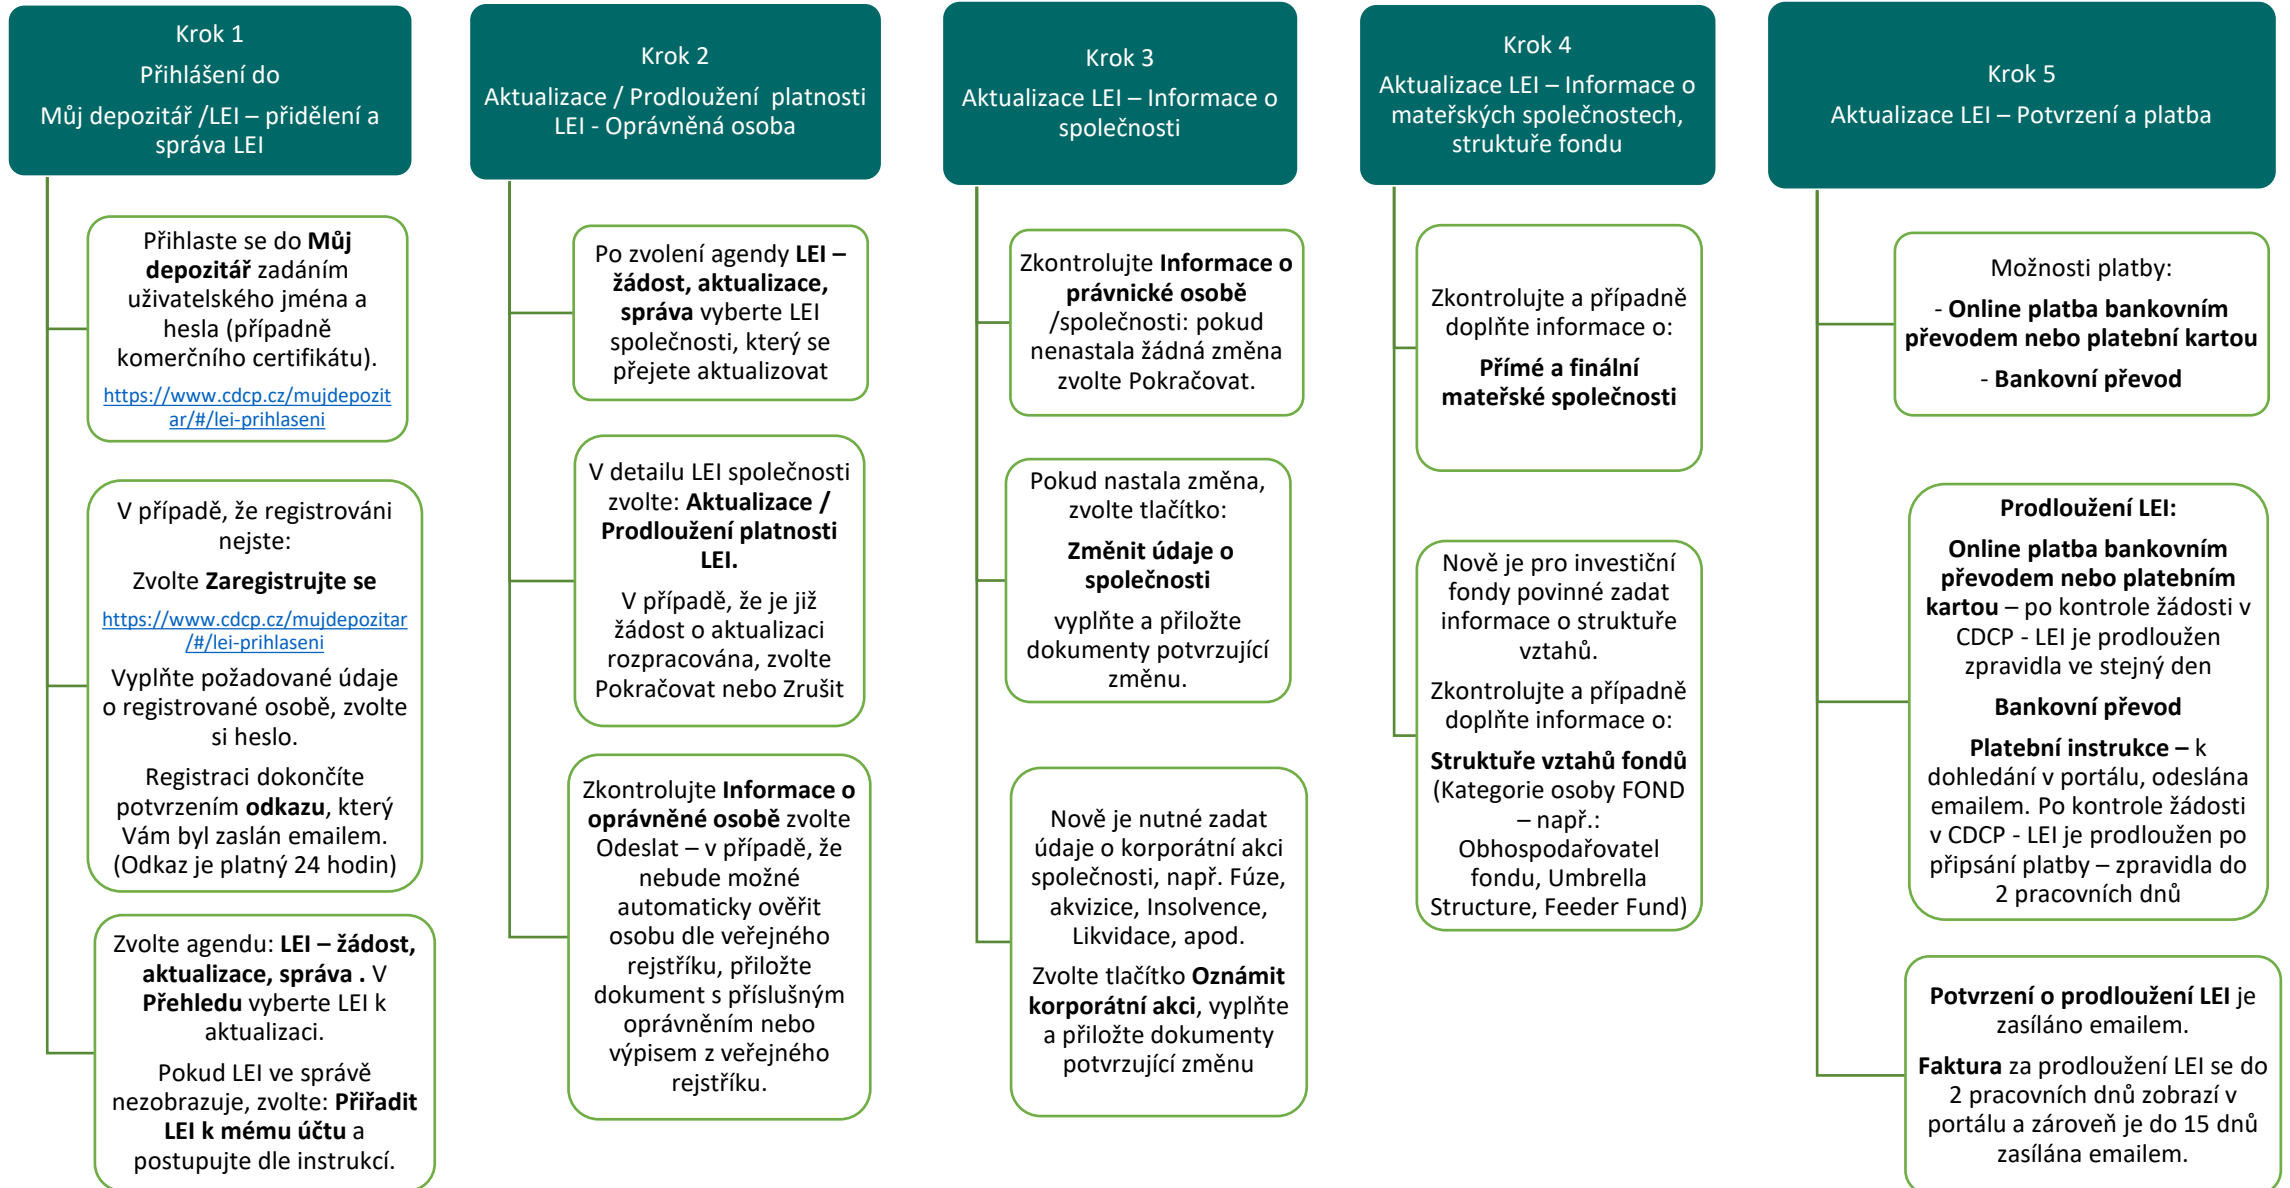 Krok 1
Přihlášení do
Můj depozitář /LEI – přidělení a
správa LEI
Přihlaste se do Můj
depozitář zadáním
uživatelského jména a
hesla (případně
komerčního certifikátu).
https://www.cdcp.cz/mujdepozit
ar/#/lei-prihlaseni
V případě, že registrováni
nejste:
Zvolte Zaregistrujte se
https://www.cdcp.cz/mujdepozitar
/#/lei-prihlaseni
Vyplňte požadované údaje
o registrované osobě, zvolte
si heslo.
Registraci dokončíte
potvrzením odkazu, který
Vám byl zaslán emailem.
(Odkaz je platný 24 hodin)
Zvolte agendu: LEI – žádost,
aktualizace, správa . V
Přehledu vyberte LEI k
aktualizaci.
Pokud LEI ve správě
nezobrazuje, zvolte: Přiřadit
LEI k mému účtu a
postupujte dle instrukcí.
Krok 2
Aktualizace / Prodloužení platnosti
LEI - Oprávněná osoba
Po zvolení agendy LEI –
žádost, aktualizace,
správa vyberte LEI
společnosti, který se
přejete aktualizovat
V detailu LEI společnosti
zvolte: Aktualizace /
Prodloužení platnosti
LEI.
V případě, že je již
žádost o aktualizaci
rozpracována, zvolte
Pokračovat nebo Zrušit
Zkontrolujte Informace o
oprávněné osobě zvolte
Odeslat – v případě, že
nebude možné
automaticky ověřit
osobu dle veřejného
rejstříku, přiložte
dokument s příslušným
oprávněním nebo
výpisem z veřejného
rejstříku.
Krok 3
Aktualizace LEI – Informace o
společnosti
Zkontrolujte Informace o
právnické osobě
/společnosti: pokud
nenastala žádná změna
zvolte Pokračovat.
Pokud nastala změna,
zvolte tlačítko:
Změnit údaje o
společnosti
vyplňte a přiložte
dokumenty potvrzující
změnu.
Nově je nutné zadat
údaje o korporátní akci
společnosti, např. Fúze,
akvizice, Insolvence,
Likvidace, apod.
Zvolte tlačítko Oznámit
korporátní akci, vyplňte
a přiložte dokumenty
potvrzující změnu
Krok 4
Aktualizace LEI – Informace o
mateřských společnostech,
struktuře fondu
Zkontrolujte a případně
doplňte informace o:
Přímé a finální
mateřské společnosti
Nově je pro investiční
fondy povinné zadat
informace o struktuře
vztahů.
Zkontrolujte a případně
doplňte informace o:
Struktuře vztahů fondů
(Kategorie osoby FOND
– např.:
Obhospodařovatel
fondu, Umbrella
Structure, Feeder Fund)
Krok 5
Aktualizace LEI – Potvrzení a platba
Možnosti platby:
- Online platba bankovním
převodem nebo platební kartou
- Bankovní převod
Prodloužení LEI:
Online platba bankovním
převodem nebo platebním
kartou – po kontrole žádosti v
CDCP - LEI je prodloužen
zpravidla ve stejný den
Bankovní převod
Platební instrukce – k
dohledání v portálu, odeslána
emailem. Po kontrole žádosti
v CDCP - LEI je prodloužen po
připsání platby – zpravidla do
2 pracovních dnů
Potvrzení o prodloužení LEI je
zasíláno emailem.
Faktura za prodloužení LEI se do
2 pracovních dnů zobrazí v
portálu a zároveň je do 15 dnů
zasílána emailem.